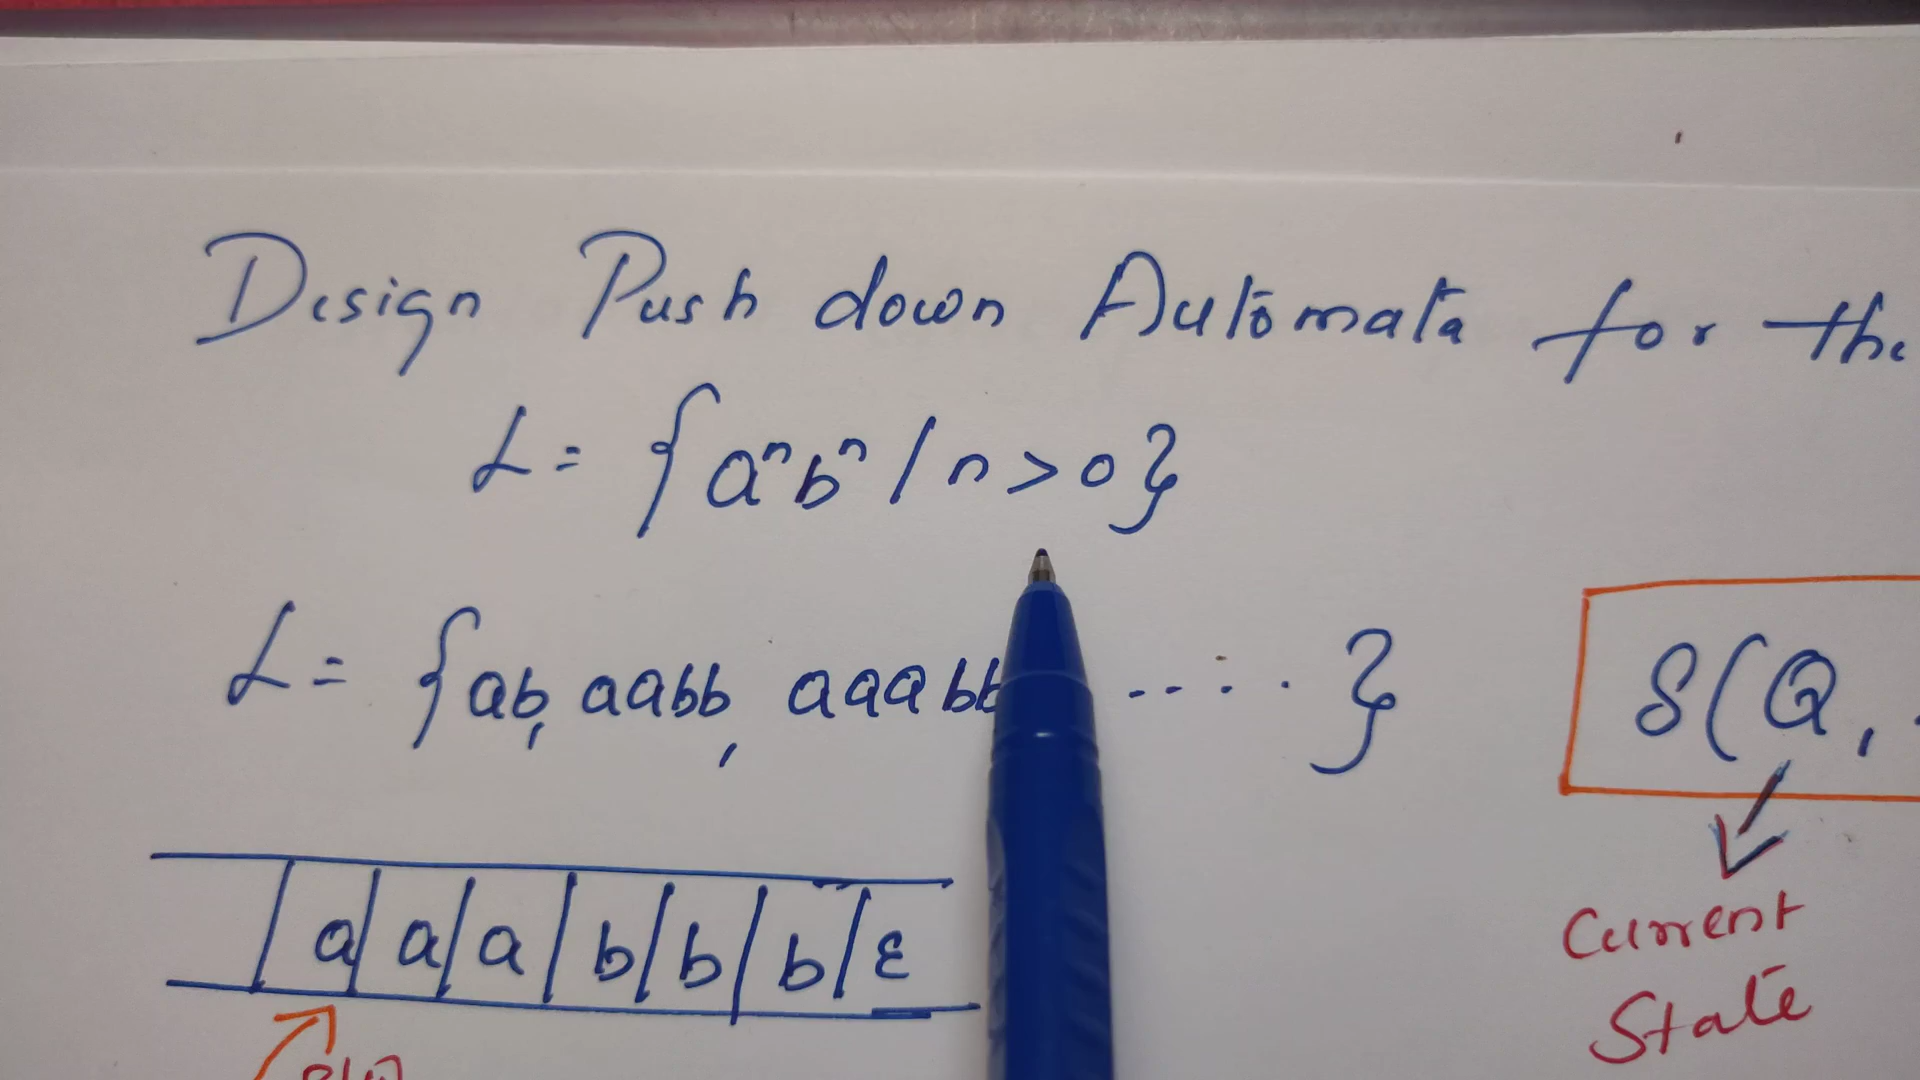 Design Push down Automata for the
L = {aⁿbⁿ / n > 0}
L = {ab, aabb, aaabb ..... }
δ(Q,
a a a b b b ε
Current
State